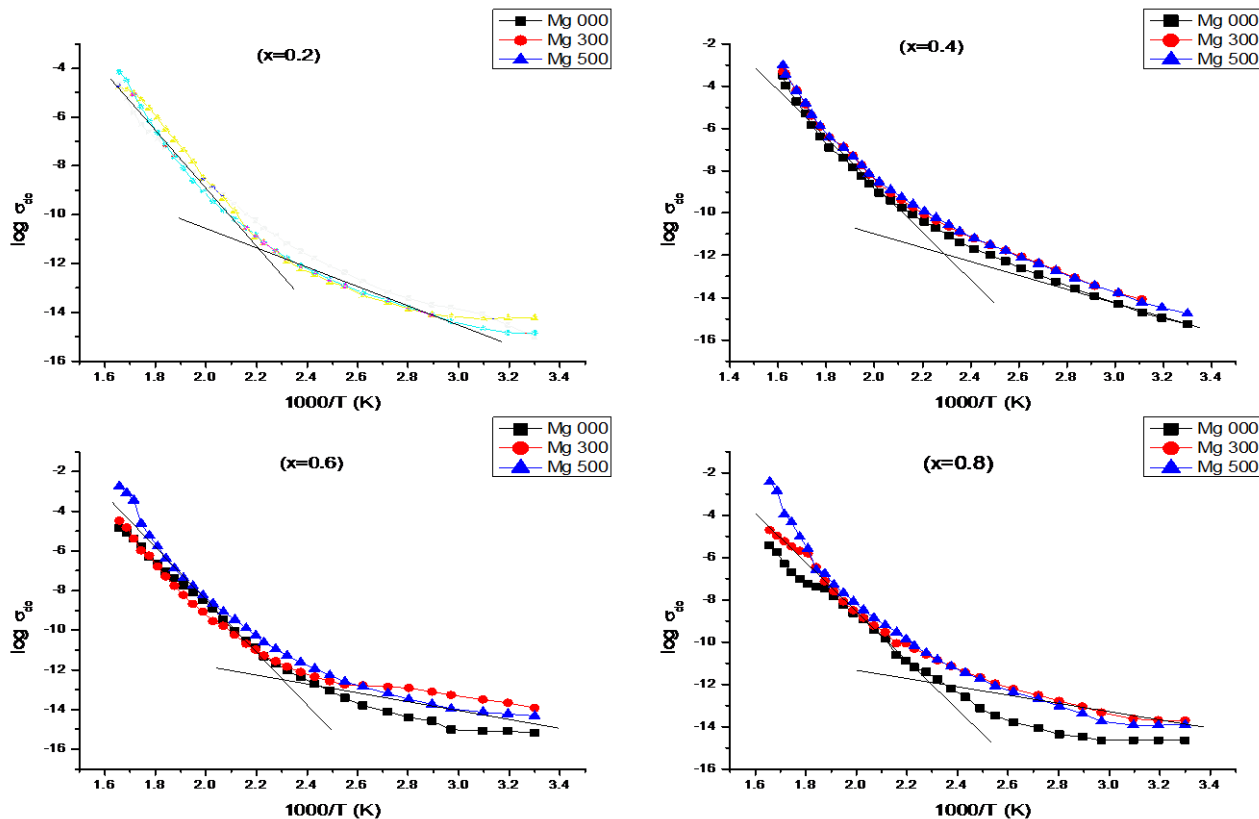 Mg 000
Mg 300
Mg 500
(x=0.2)
-4
-6
-8
-10
-12
-14
-16
log σdc
1.6 1.8 2.0 2.2 2.4 2.6 2.8 3.0 3.2 3.4
1000/T (K)
Mg 000
Mg 300
Mg 500
(x=0.4)
-2
-4
-6
-8
-10
-12
-14
-16
log σdc
1.4 1.6 1.8 2.0 2.2 2.4 2.6 2.8 3.0 3.2 3.4
1000/T (K)
Mg 000
Mg 300
Mg 500
(x=0.6)
-2
-4
-6
-8
-10
-12
-14
-16
log σdc
1.6 1.8 2.0 2.2 2.4 2.6 2.8 3.0 3.2 3.4
1000/T (K)
Mg 000
Mg 300
Mg 500
(x=0.8)
-2
-4
-6
-8
-10
-12
-14
-16
log σdc
1.6 1.8 2.0 2.2 2.4 2.6 2.8 3.0 3.2 3.4
1000/T (K)